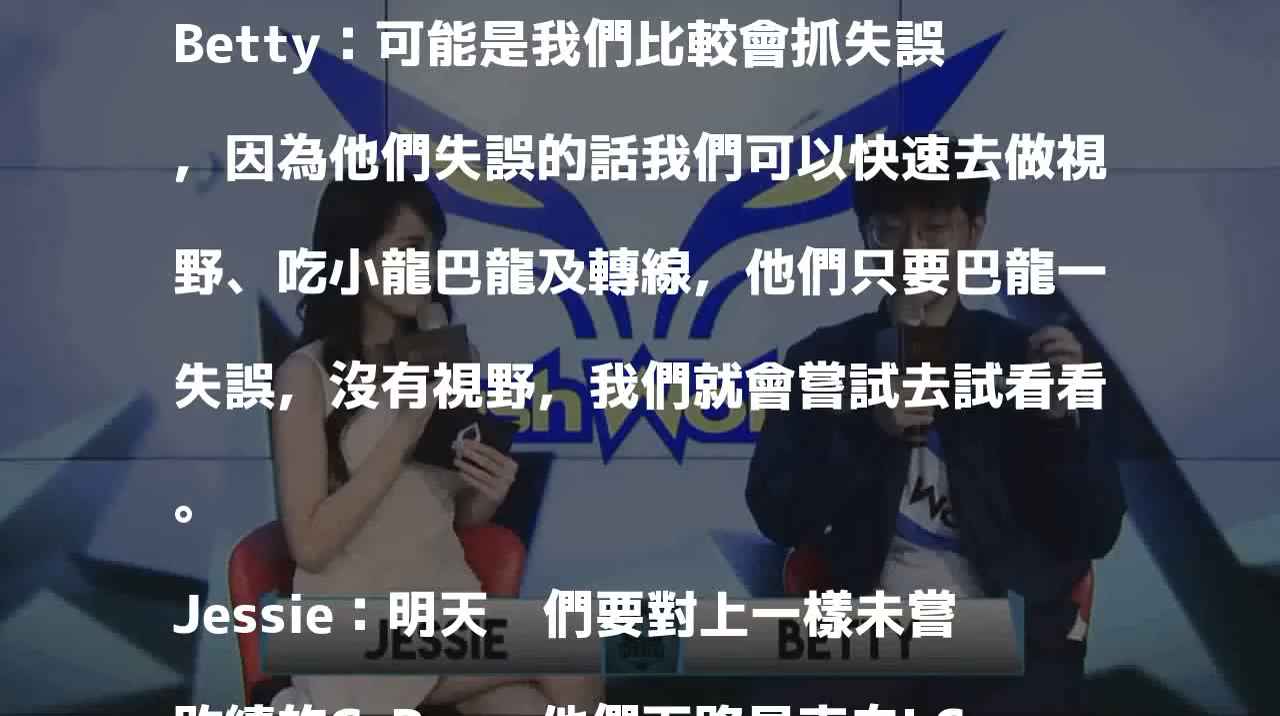 Betty：可能是我們比較會抓失誤
，因為他們失誤的話我們可以快速去做視
野、吃小龍巴龍及轉線，他們只要巴龍一
失誤，沒有視野，我們就會嘗試去試看看
。
Jessie：明天　們要對上一樣未嘗
JESSIE
BETTY